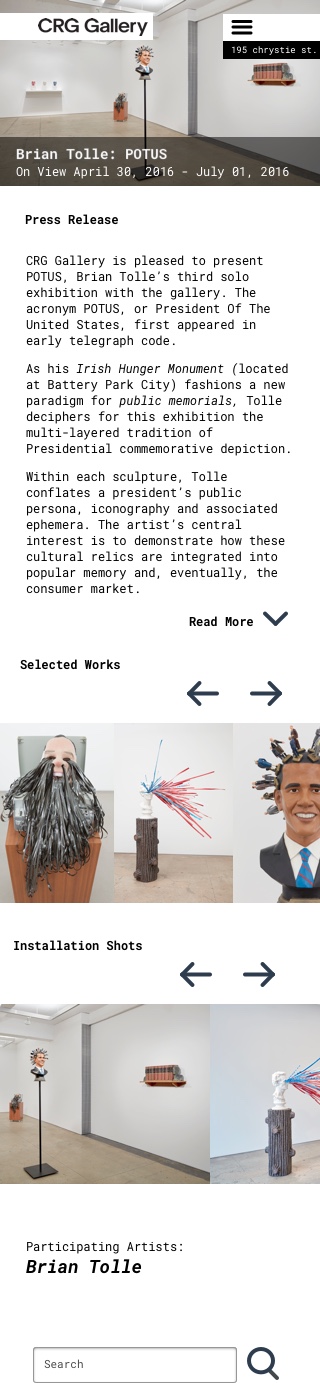 CRG Gallery
195 chrystie st.
Brian Tolle: POTUS
On View April 30, 2016 - July 01, 2016
Press Release
CRG Gallery is pleased to present
POTUS, Brian Tolle’s third solo
exhibition with the gallery. The
acronym POTUS, or President Of The
United States, first appeared in
early telegraph code.
As his Irish Hunger Monument (located
at Battery Park City) fashions a new
paradigm for public memorials, Tolle
deciphers for this exhibition the
multi-layered tradition of
Presidential commemorative depiction.
Within each sculpture, Tolle
conflates a president’s public
persona, iconography and associated
ephemera. The artist’s central
interest is to demonstrate how these
cultural relics are integrated into
popular memory and, eventually, the
consumer market.
Read More
Selected Works
Installation Shots
Participating Artists:
Brian Tolle
Search